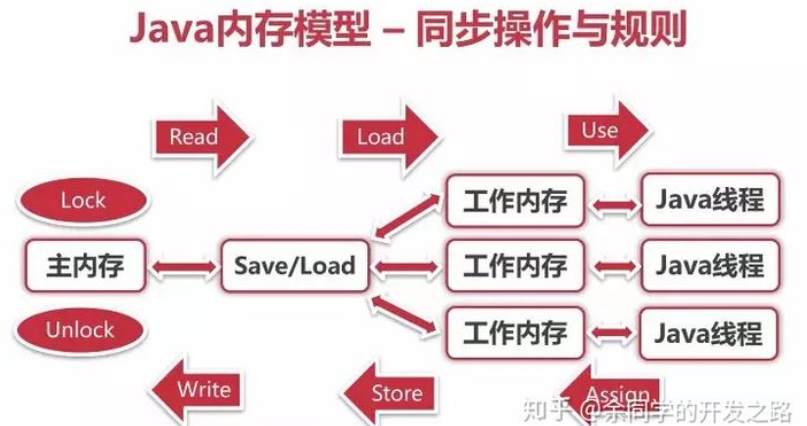 Java内存模型 – 同步操作与规则
Read
Load
Use
Lock
工作内存
Java线程
主内存
Save/Load
工作内存
Java线程
Unlock
工作内存
Java线程
Write
Store
Assign
知乎 @余同学的开发之路